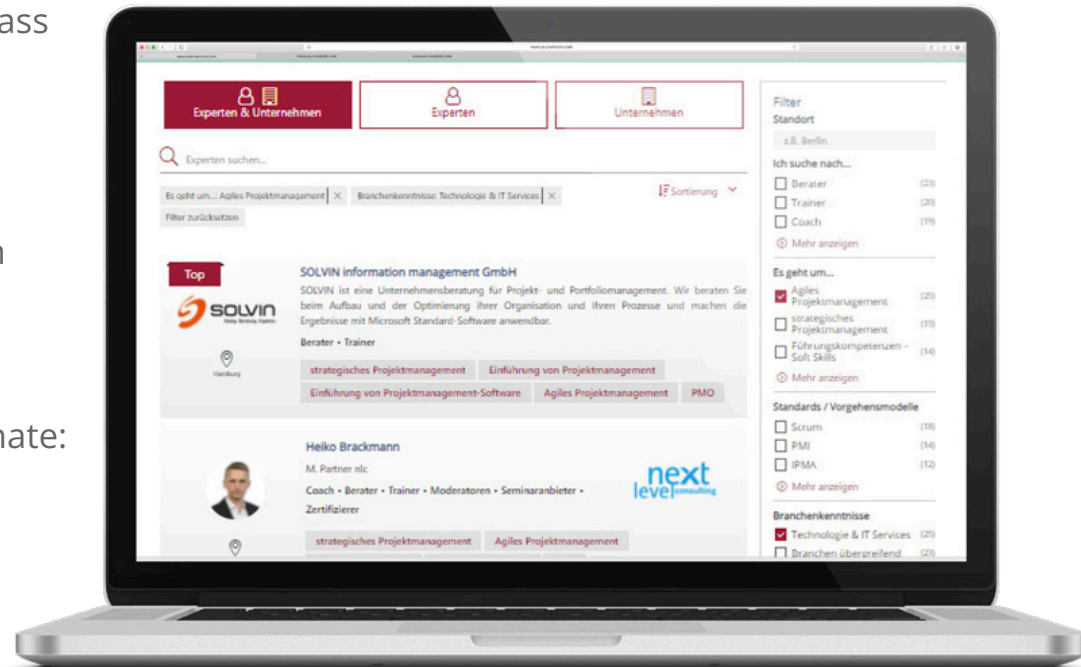 ass
n
nate:
www.yourwebsite.com
Experten & Unternehmen
Experten
Unternehmen
Experten suchen...
Es geht um...: Agiles Projektmanagement ×
Branchenkenntnisse: Technologie & IT Services ×
Sortierung
Filter zurücksetzen
Top
SOLVIN
Hamburg
SOLVIN information management GmbH
SOLVIN ist eine Unternehmensberatung für Projekt- und Portfoliomanagement. Wir beraten Sie
beim Aufbau und der Optimierung ihrer Organisation und Ihren Prozesse und machen die
Ergebnisse mit Microsoft Standard-Software anwendbar.
Berater • Trainer
strategisches Projektmanagement
Einführung von Projektmanagement
Einführung von Projektmanagement-Software
Agiles Projektmanagement
PMO
Heiko Brackmann
M. Partner nlc
Coach • Berater • Trainer • Moderatoren • Seminaranbieter •
Zertifizierer
next
level consulting
strategisches Projektmanagement
Agiles Projektmanagement
Filter
Standort
z.B. Berlin
Ich suche nach...
Berater (23)
Trainer (20)
Coach (19)
Mehr anzeigen
Es geht um...
Agiles
Projektmanagement (25)
strategisches
Projektmanagement (15)
Führungskompetenzen –
Soft Skills (14)
Mehr anzeigen
Standards / Vorgehensmodelle
Scrum (18)
PMI (14)
IPMA (12)
Mehr anzeigen
Branchenkenntnisse
Technologie & IT Services (25)
Branchen übergreifend (23)